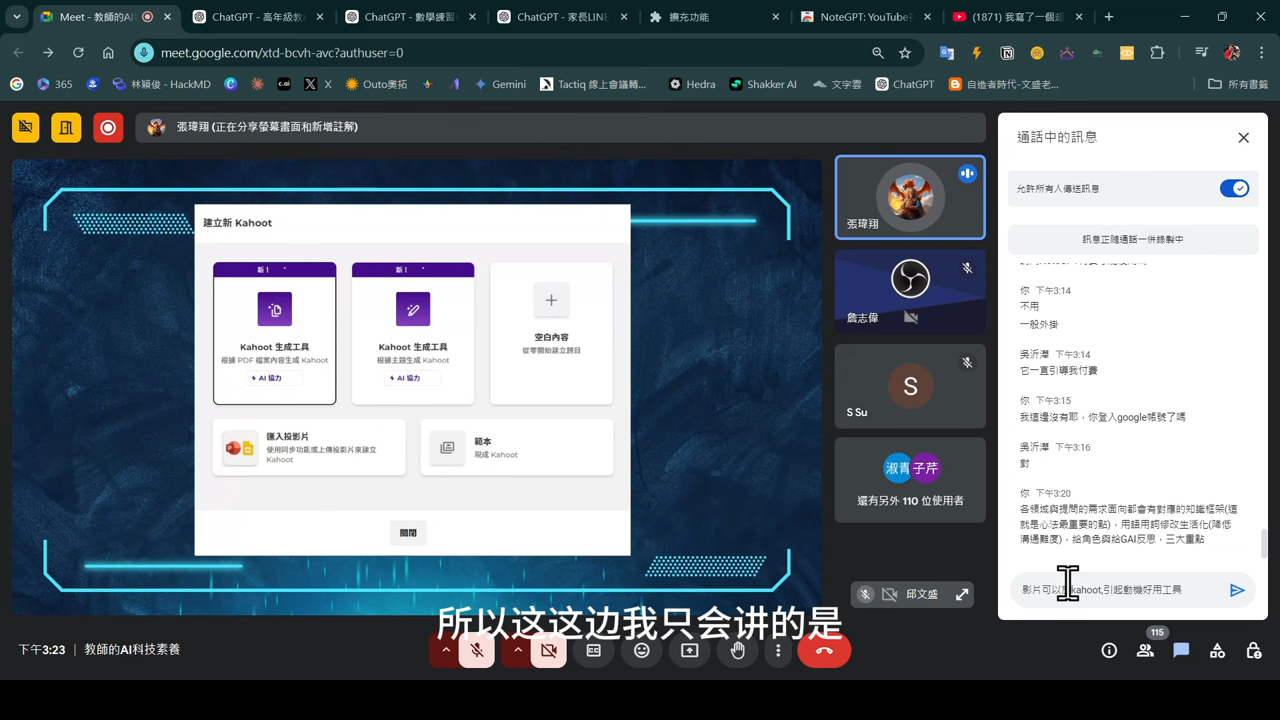 Meet - 教師的AI
ChatGPT - 高年級教
ChatGPT - 數學練習
ChatGPT - 家長LINE
擴充功能
NoteGPT: YouTube
(1871) 我寫了一個超
meet.google.com/xtd-bcvh-avc?authuser=0
365
林穎俊 - HackMD
c.ai
X
Outo奧拓
Gemini
Tactiq 線上會議轉...
Hedra
Shakker AI
文字雲
ChatGPT
自造者時代-文盛老...
所有書籤
張瑋翔 (正在分享螢幕畫面和新增註解)
建立新 Kahoot
新！
新！
Kahoot 生成工具
根據 PDF 檔案內容生成 Kahoot
AI 協力
Kahoot 生成工具
根據主題生成 Kahoot
AI 協力
空白內容
從零開始建立題目
匯入投影片
使用同步功能或上傳投影片來建立
Kahoot
範本
現成 Kahoot
關閉
張瑋翔
詹志偉
S
S Su
淑青
子芹
還有另外 110 位使用者
邱文盛
通話中的訊息
允許所有人傳送訊息
訊息正隨通話一併錄製中
你 下午3:14
不用
一般外掛
吳沂灃 下午3:14
它一直引導我付費
你 下午3:15
我這邊沒有耶，你登入google帳號了嗎
吳沂灃 下午3:16
對
你 下午3:20
各領域與提問的需求面向都會有對應的知識框架(這
就是心法最重要的點)，用語用詞修改生活化(降低
溝通難度)，給角色與給GAI反思，三大重點
影片可以
kahoot,引起動機好用工具
所以这这边我只会讲的是
下午3:23
教師的AI科技素養
115